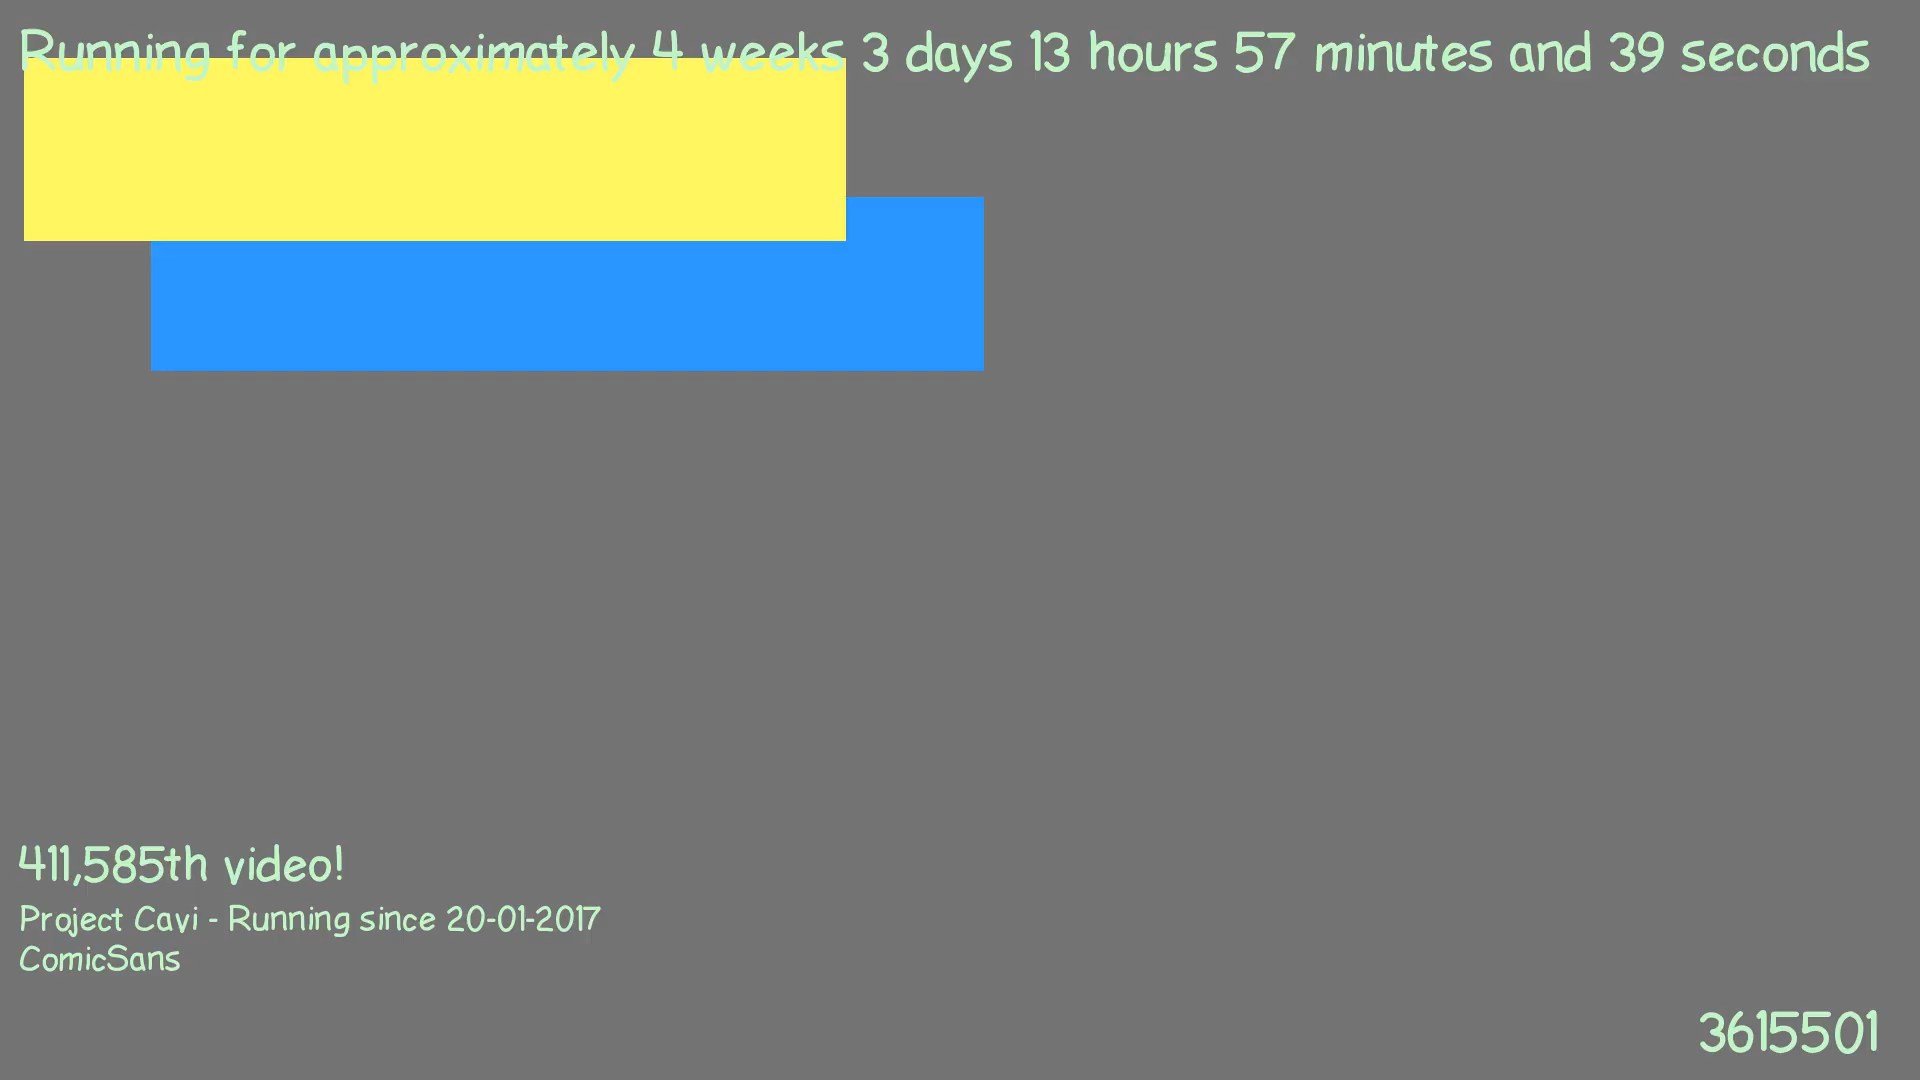 Running for approximately 4 weeks 3 days 13 hours 57 minutes and 39 seconds
411,585th video!
Project Cavi - Running since 20-01-2017
ComicSans
3615501